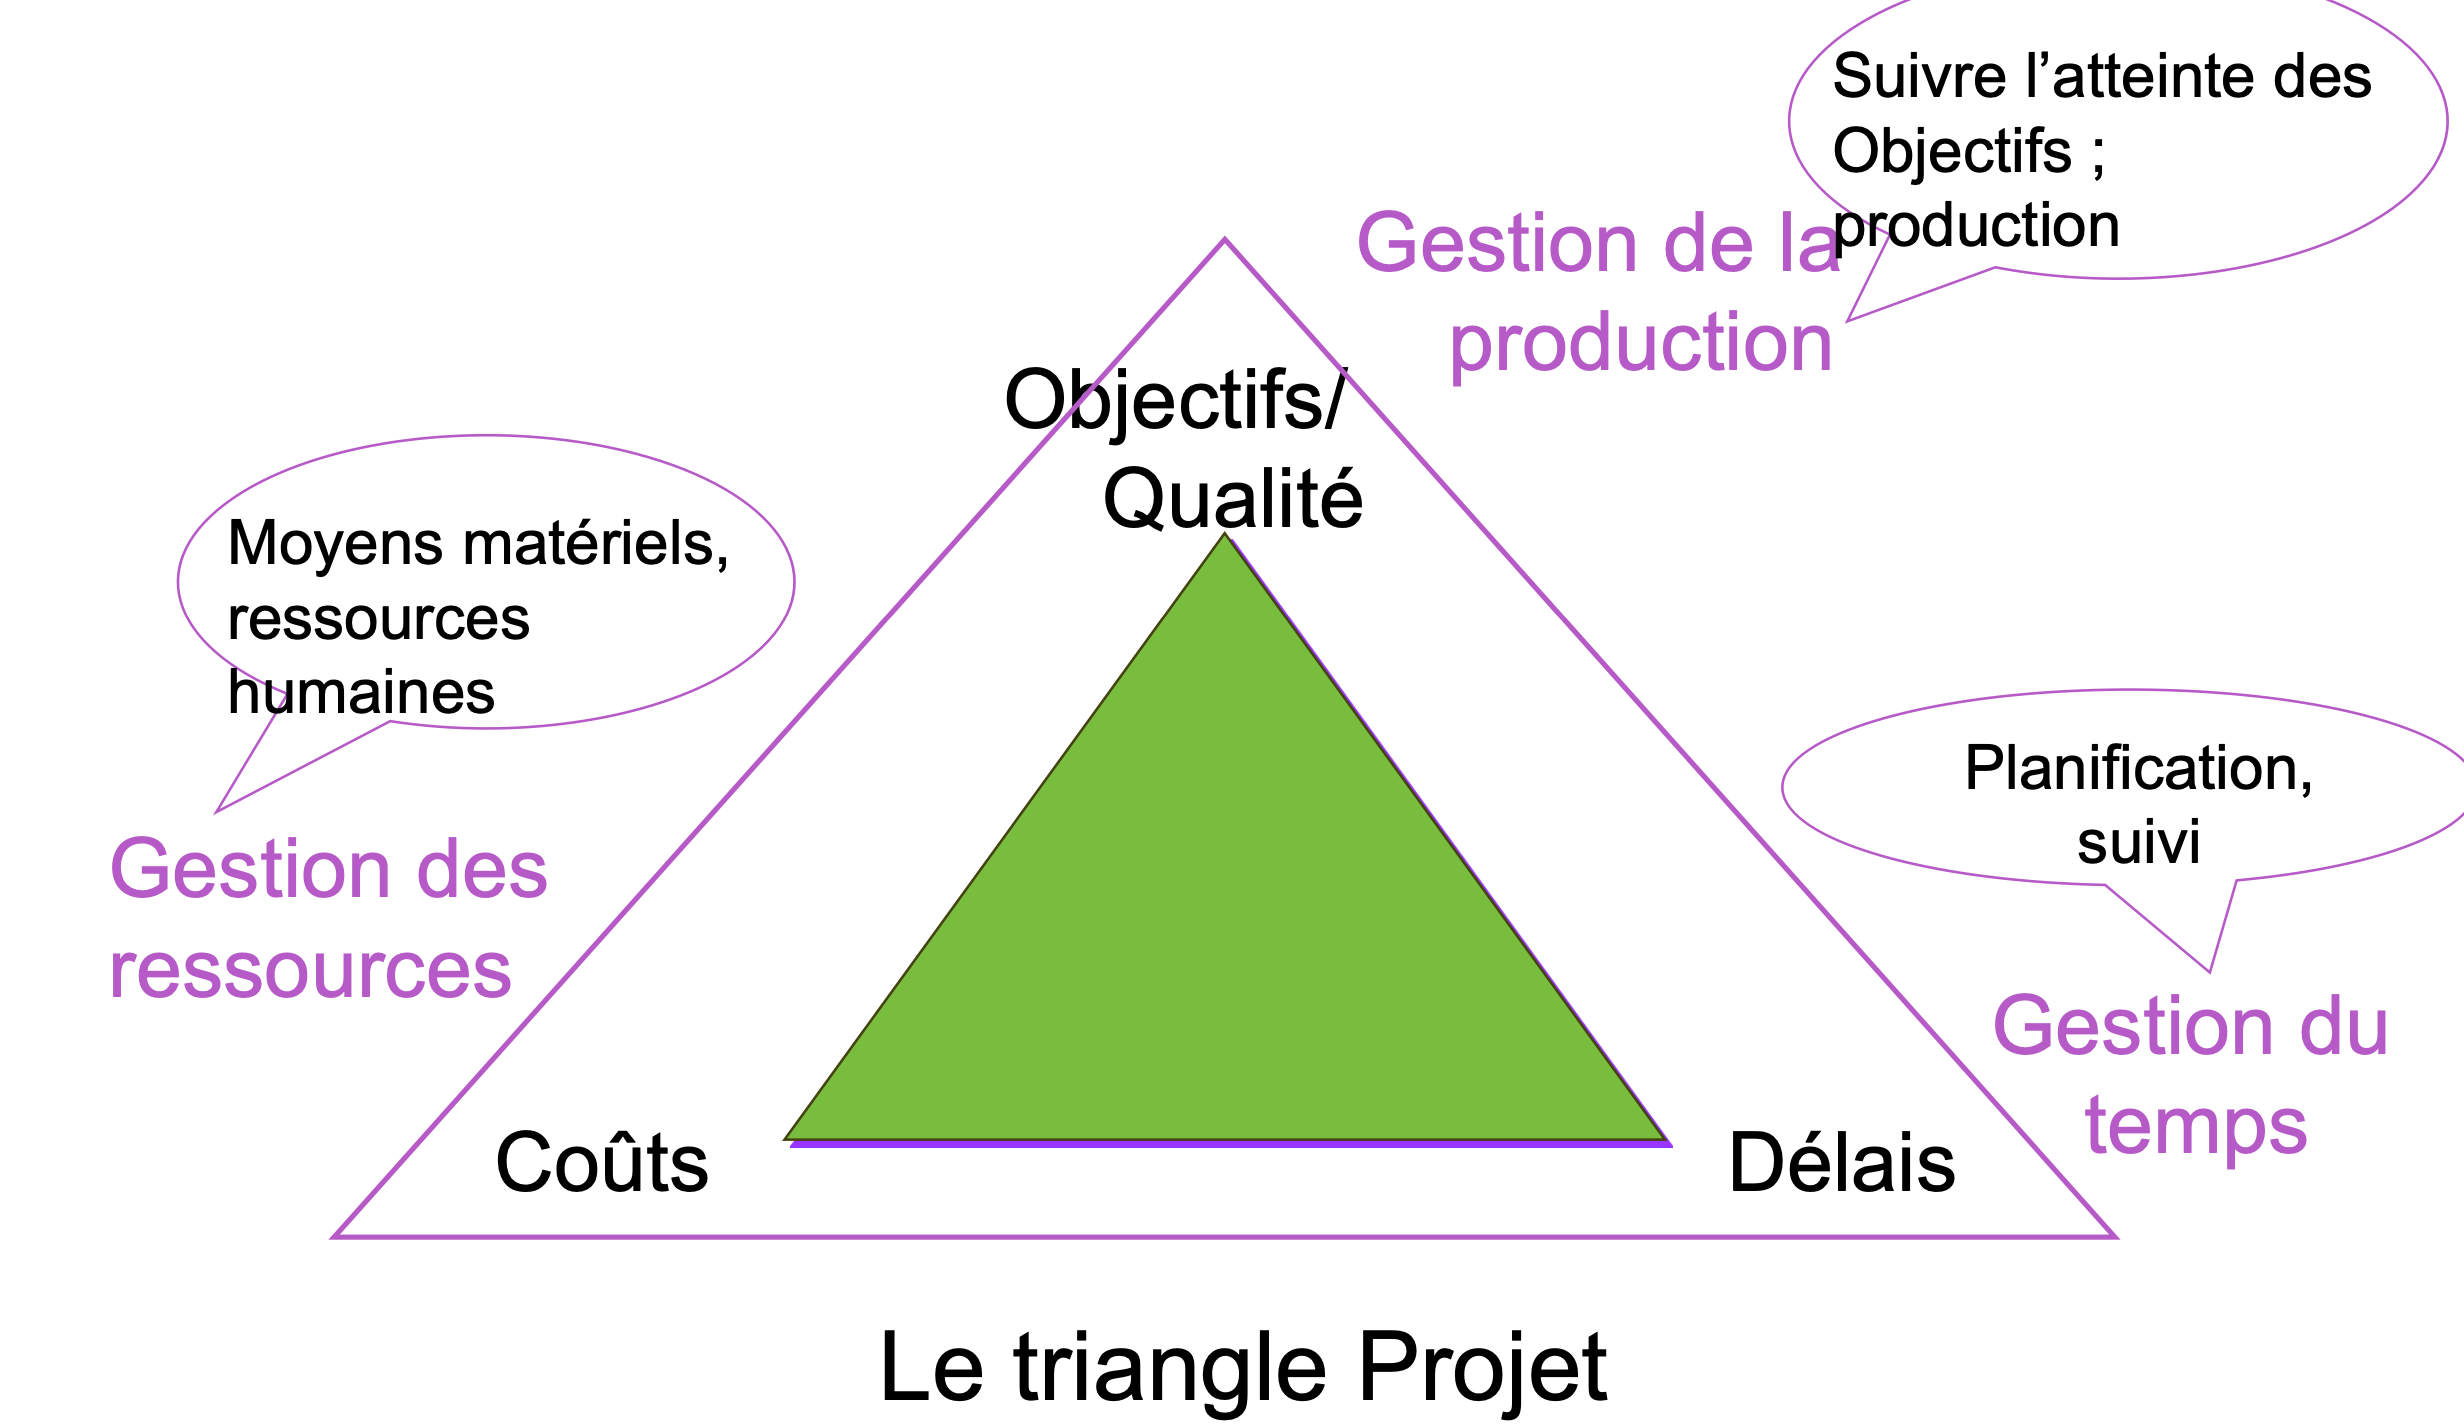 Suivre l’atteinte des
Objectifs ;
production
Gestion de la
production
Objectifs/
Qualité
Moyens matériels,
ressources
humaines
Gestion des
ressources
Planification,
suivi
Gestion du
temps
Coûts
Délais
Le triangle Projet